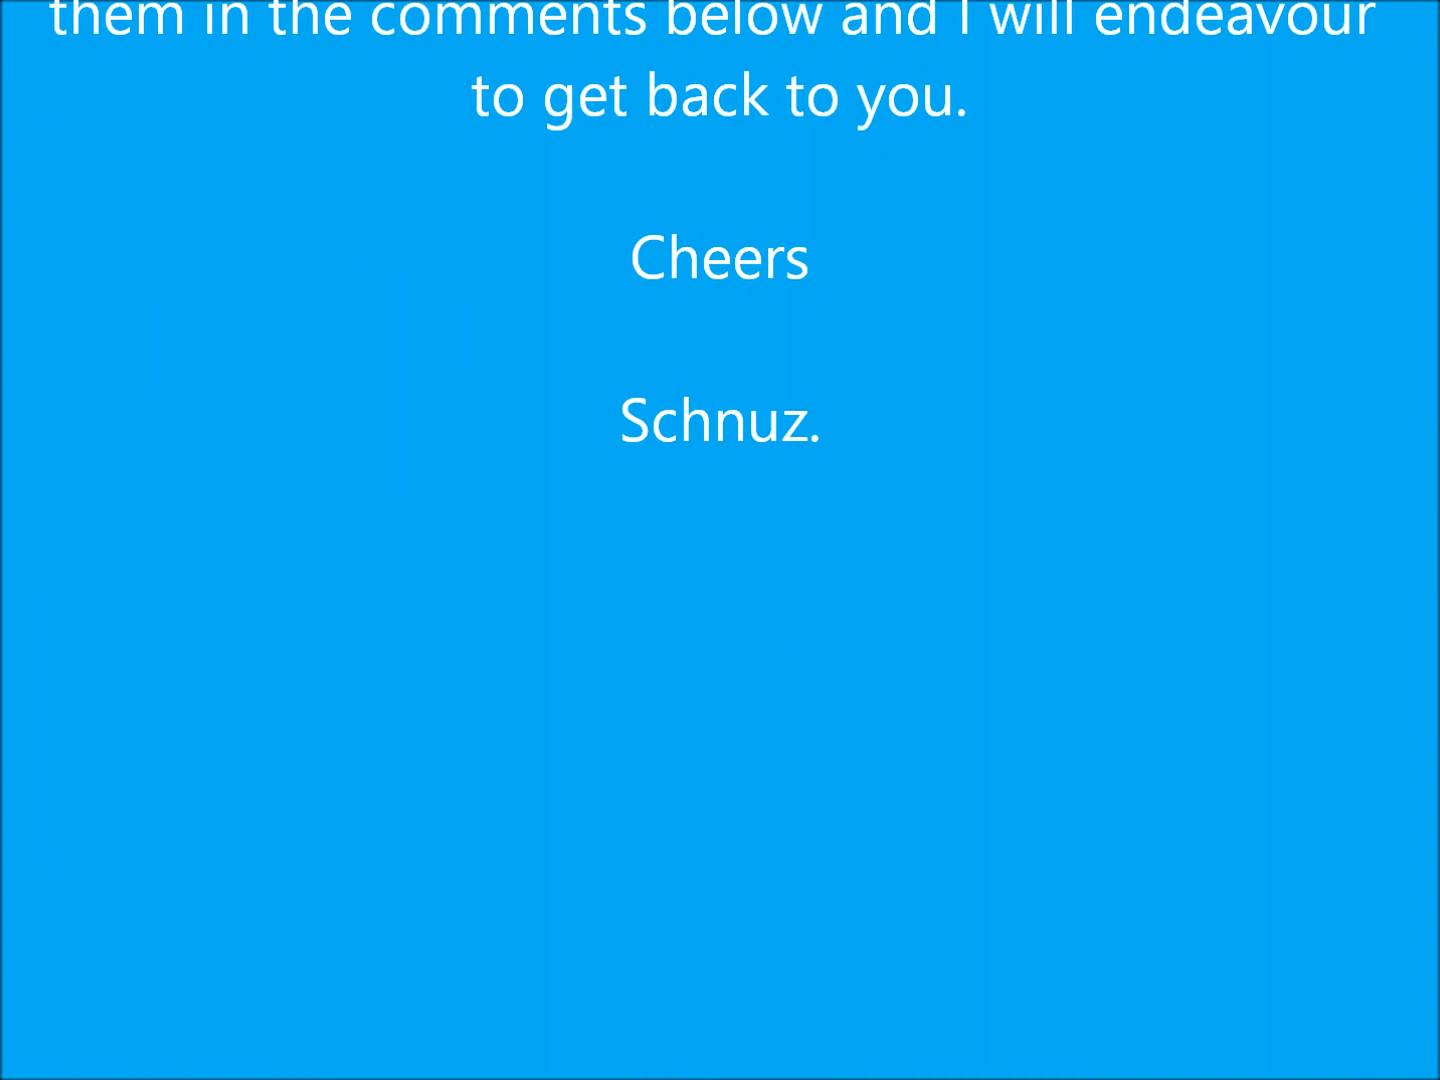 them in the comments below and I will endeavour
to get back to you.
Cheers
Schnuz.